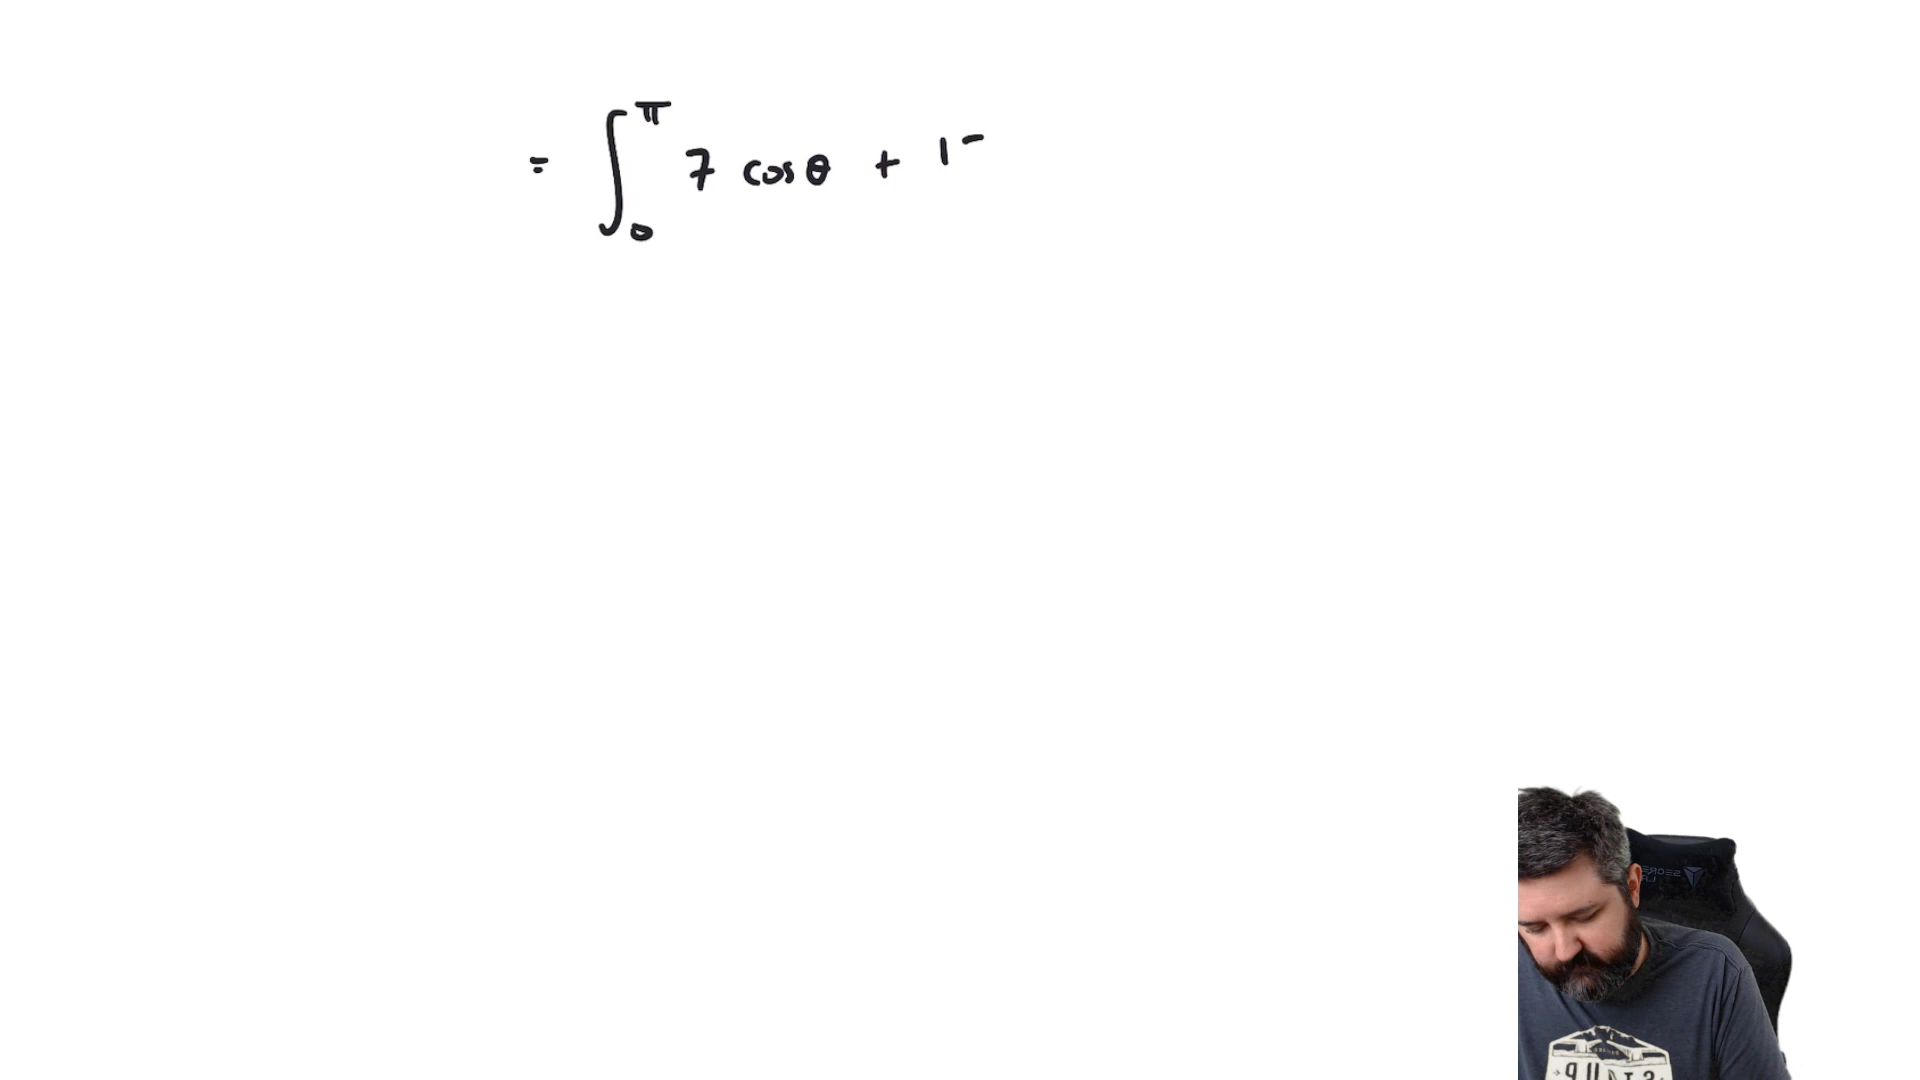 = ∫₀^π 7 cos θ + 1